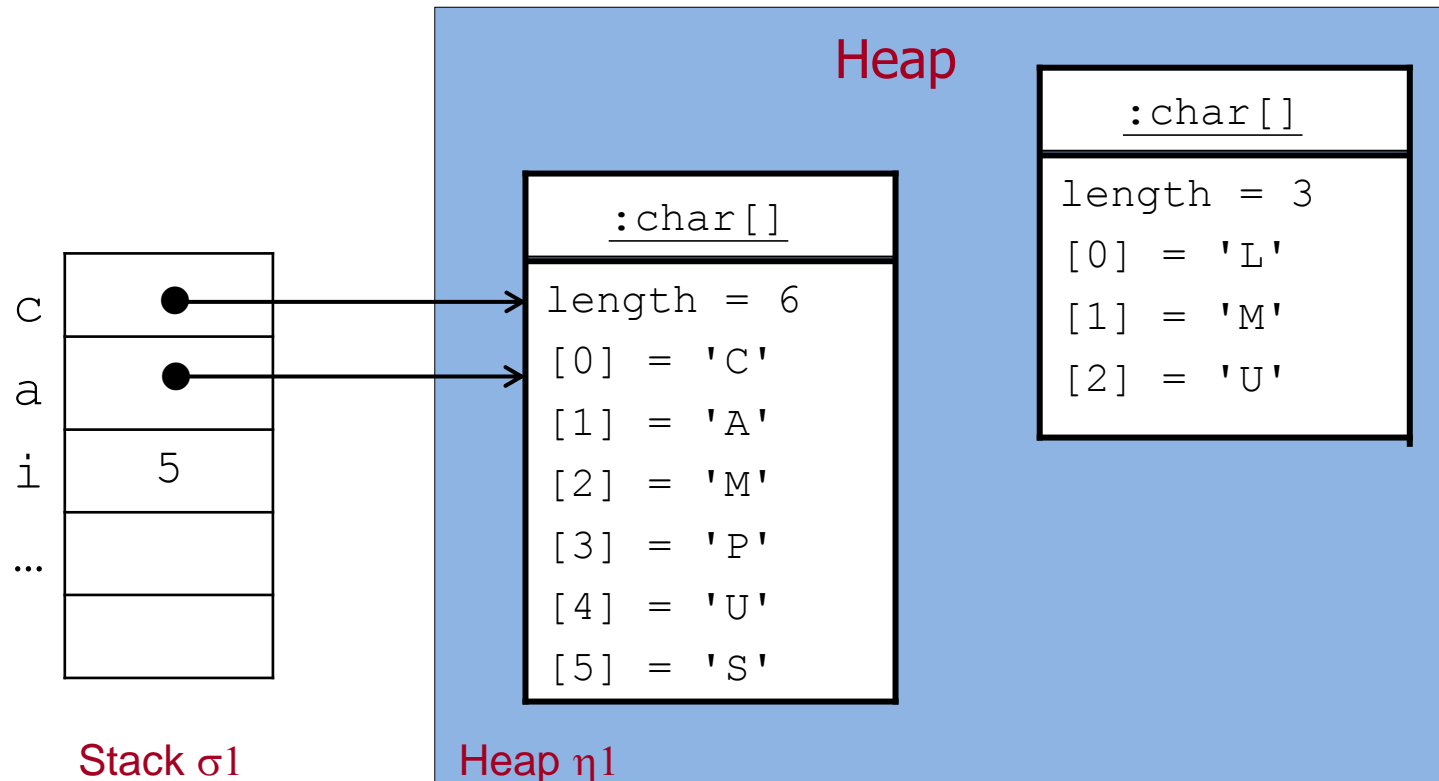 Heap
c
a
i
…
5
:char[]
length = 6
[0] = 'C'
[1] = 'A'
[2] = 'M'
[3] = 'P'
[4] = 'U'
[5] = 'S'
:char[]
length = 3
[0] = 'L'
[1] = 'M'
[2] = 'U'
Stack σ1
Heap η1